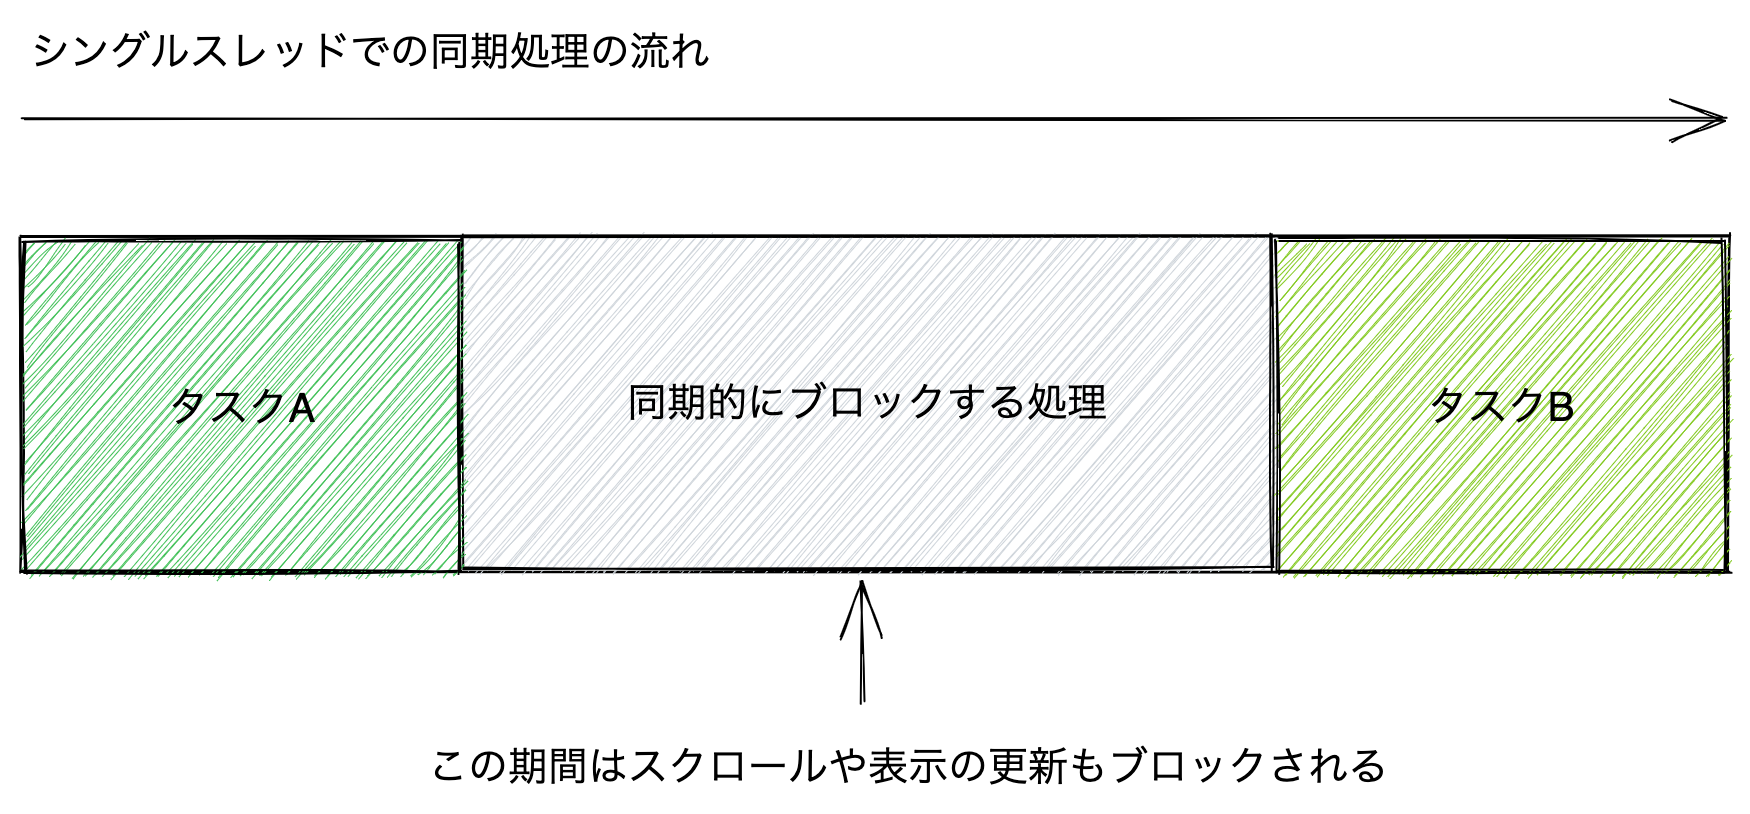 シングルスレッドでの同期処理の流れ
タスクA
同期的にブロックする処理
タスクB
この期間はスクロールや表示の更新もブロックされる